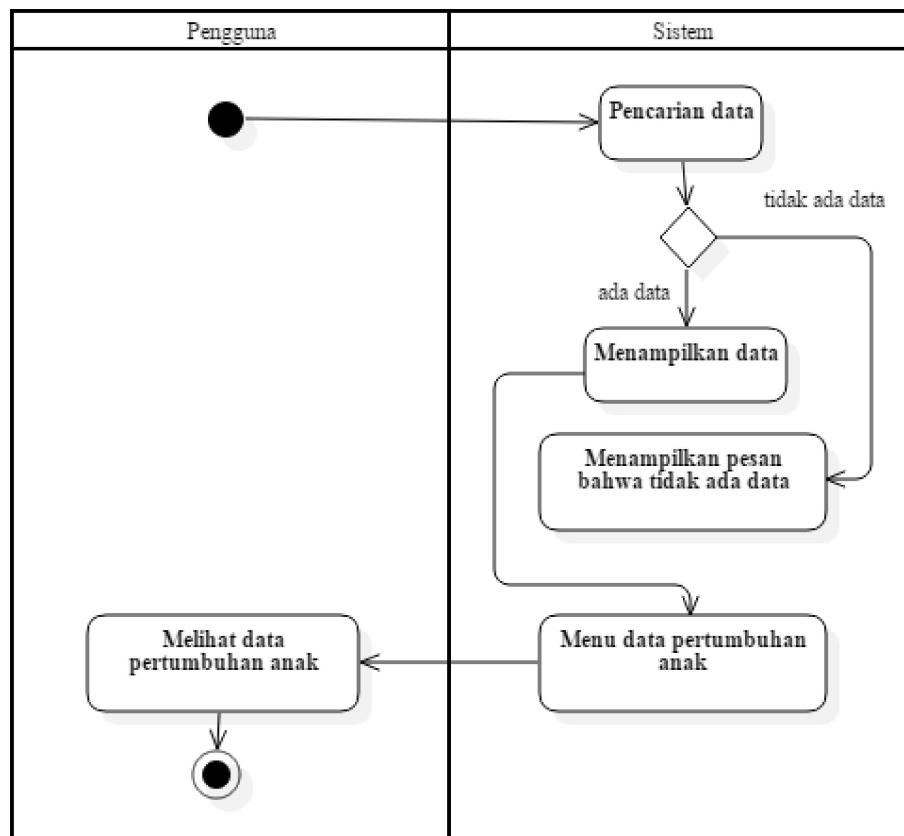 Pengguna
Sistem
Pencarian data
tidak ada data
ada data
Menampilkan data
Menampilkan pesan
bahwa tidak ada data
Melihat data
pertumbuhan anak
Menu data pertumbuhan
anak